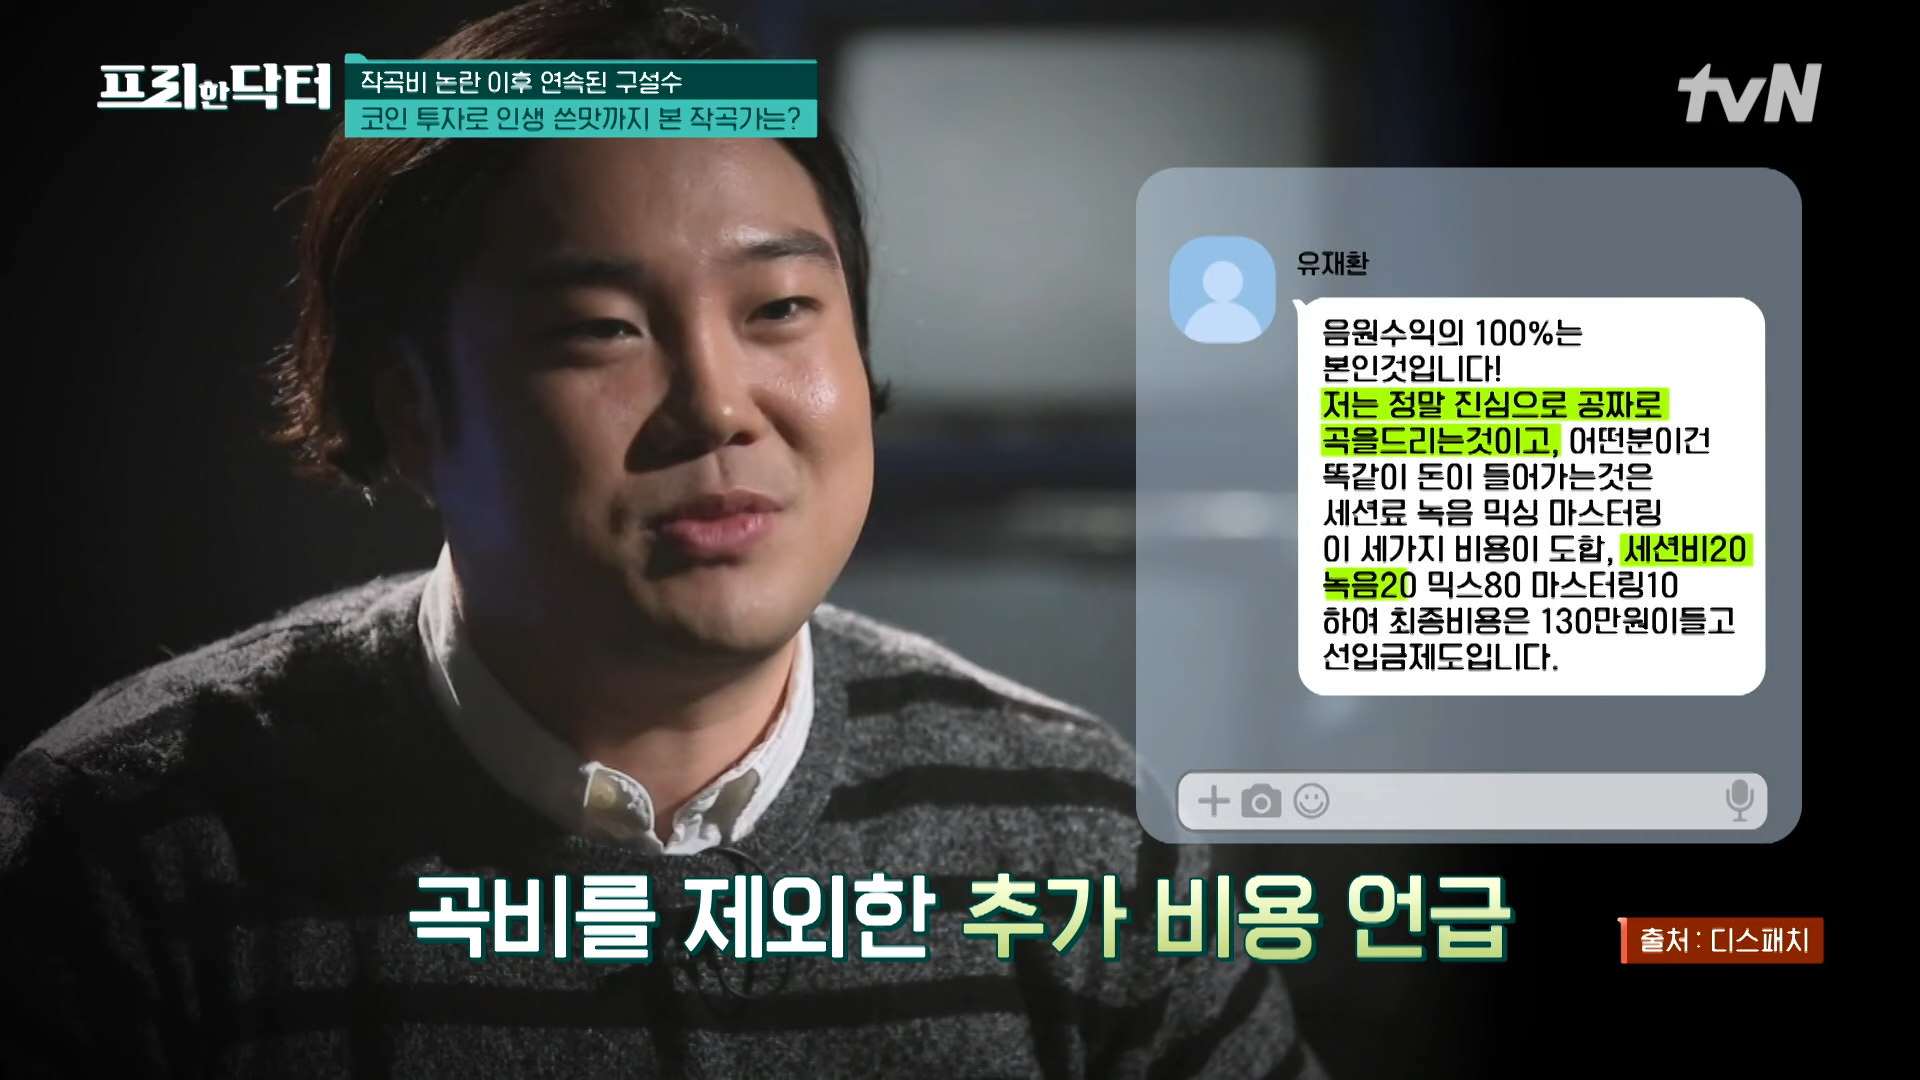 프리한닥터
작곡비 논란 이후 연속된 구설수
코인 투자로 인생 쓴맛까지 본 작곡가는?
tvN
유재환
음원수익의 100%는
본인것입니다!
저는 정말 진심으로 공짜로
곡을드리는것이고, 어떤분이건
똑같이 돈이 들어가는것은
세션료 녹음 믹싱 마스터링
이 세가지 비용이 도합, 세션비20
녹음20 믹스80 마스터링10
하여 최종비용은 130만원이들고
선입금제도입니다.
곡비를 제외한 추가 비용 언급
출처 : 디스패치